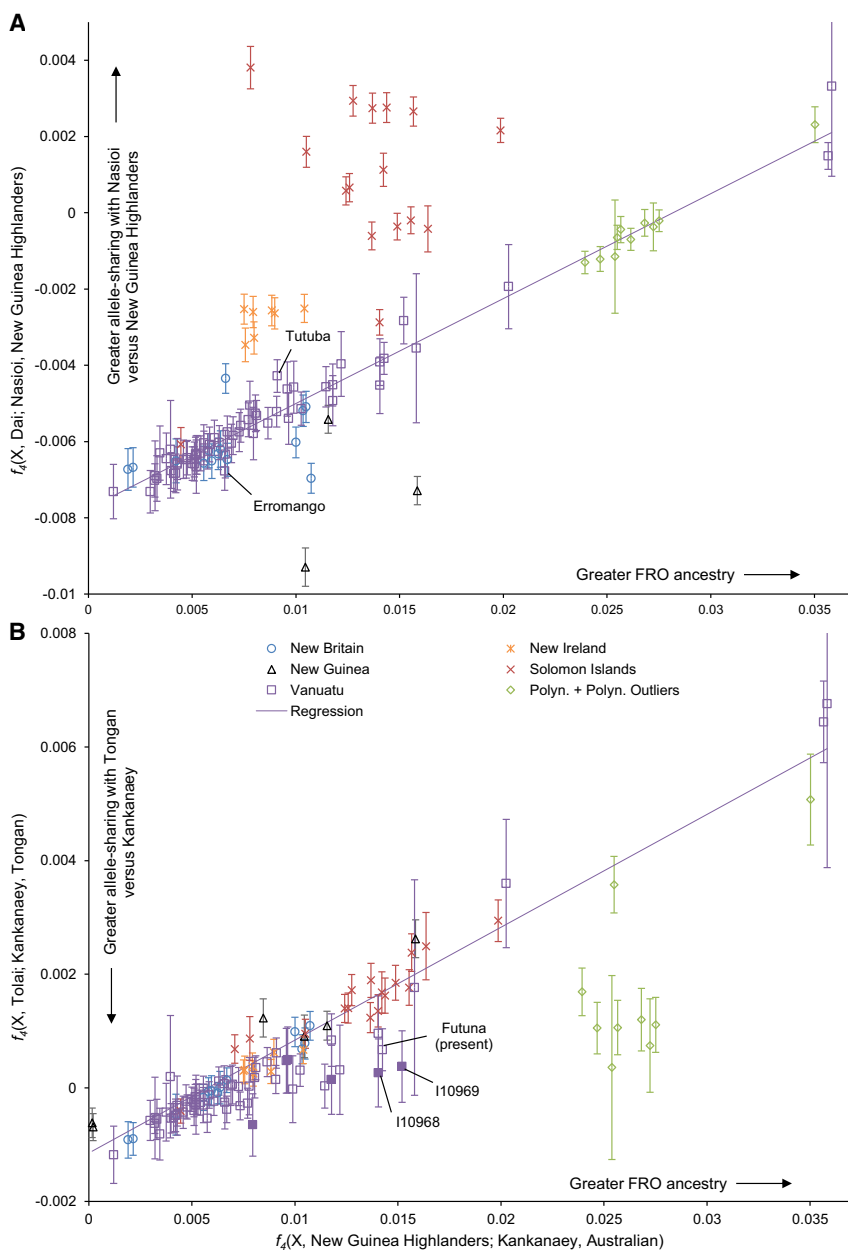 A
0.004
0.002
0
-0.002
-0.004
-0.006
-0.008
-0.01
f4(X, Dai; Nasioi, New Guinea Highlanders)
Greater allele-sharing with Nasioi
versus New Guinea Highlanders
Tutuba
Erromango
Greater FRO ancestry
0
0.005
0.01
0.015
0.02
0.025
0.03
0.035
B
0.008
0.006
0.004
0.002
0
-0.002
f4(X, Tolai; Kankanaey, Tongan)
Greater allele-sharing with Tongan
versus Kankanaey
New Britain
New Ireland
New Guinea
Solomon Islands
Vanuatu
Polyn. + Polyn. Outliers
Regression
Futuna
(present)
I10969
I10968
Greater FRO ancestry
0
0.005
0.01
0.015
0.02
0.025
0.03
0.035
f4(X, New Guinea Highlanders; Kankanaey, Australian)